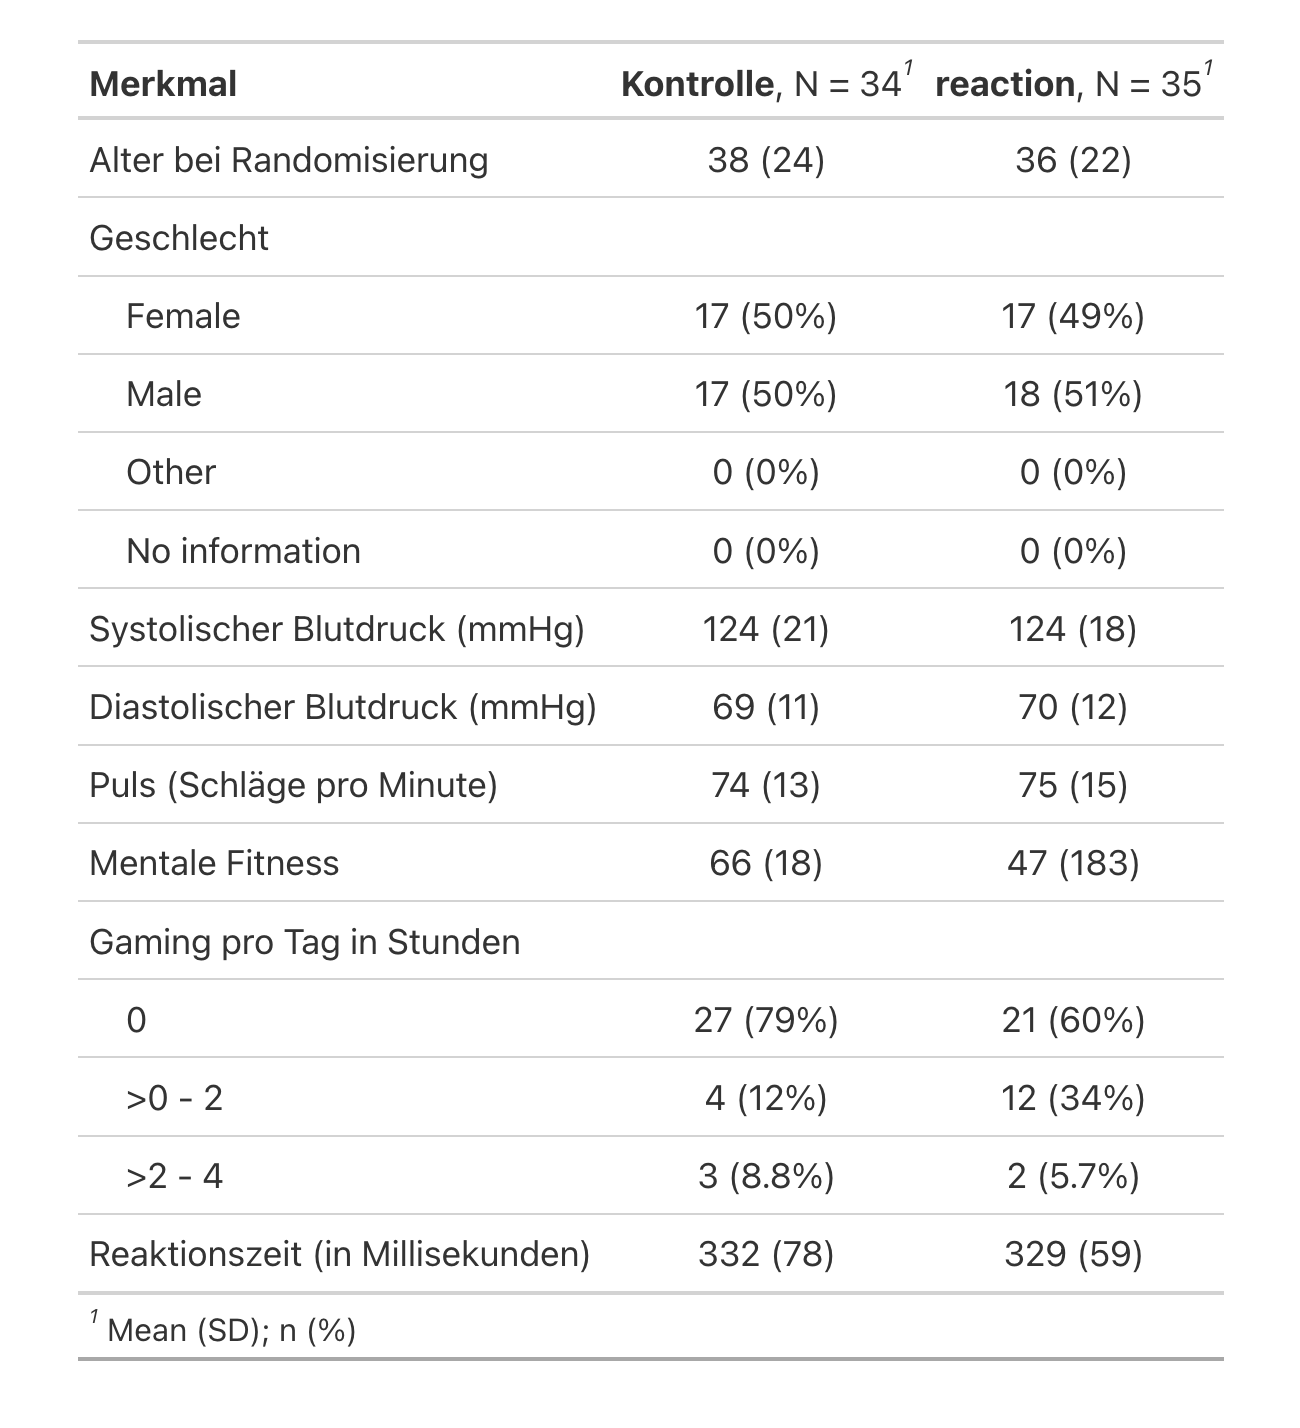 Merkmal Kontrolle, N = 34¹ reaction, N = 35¹
Alter bei Randomisierung 38 (24) 36 (22)
Geschlecht
Female 17 (50%) 17 (49%)
Male 17 (50%) 18 (51%)
Other 0 (0%) 0 (0%)
No information 0 (0%) 0 (0%)
Systolischer Blutdruck (mmHg) 124 (21) 124 (18)
Diastolischer Blutdruck (mmHg) 69 (11) 70 (12)
Puls (Schläge pro Minute) 74 (13) 75 (15)
Mentale Fitness 66 (18) 47 (183)
Gaming pro Tag in Stunden
0 27 (79%) 21 (60%)
>0 - 2 4 (12%) 12 (34%)
>2 - 4 3 (8.8%) 2 (5.7%)
Reaktionszeit (in Millisekunden) 332 (78) 329 (59)
¹ Mean (SD); n (%)